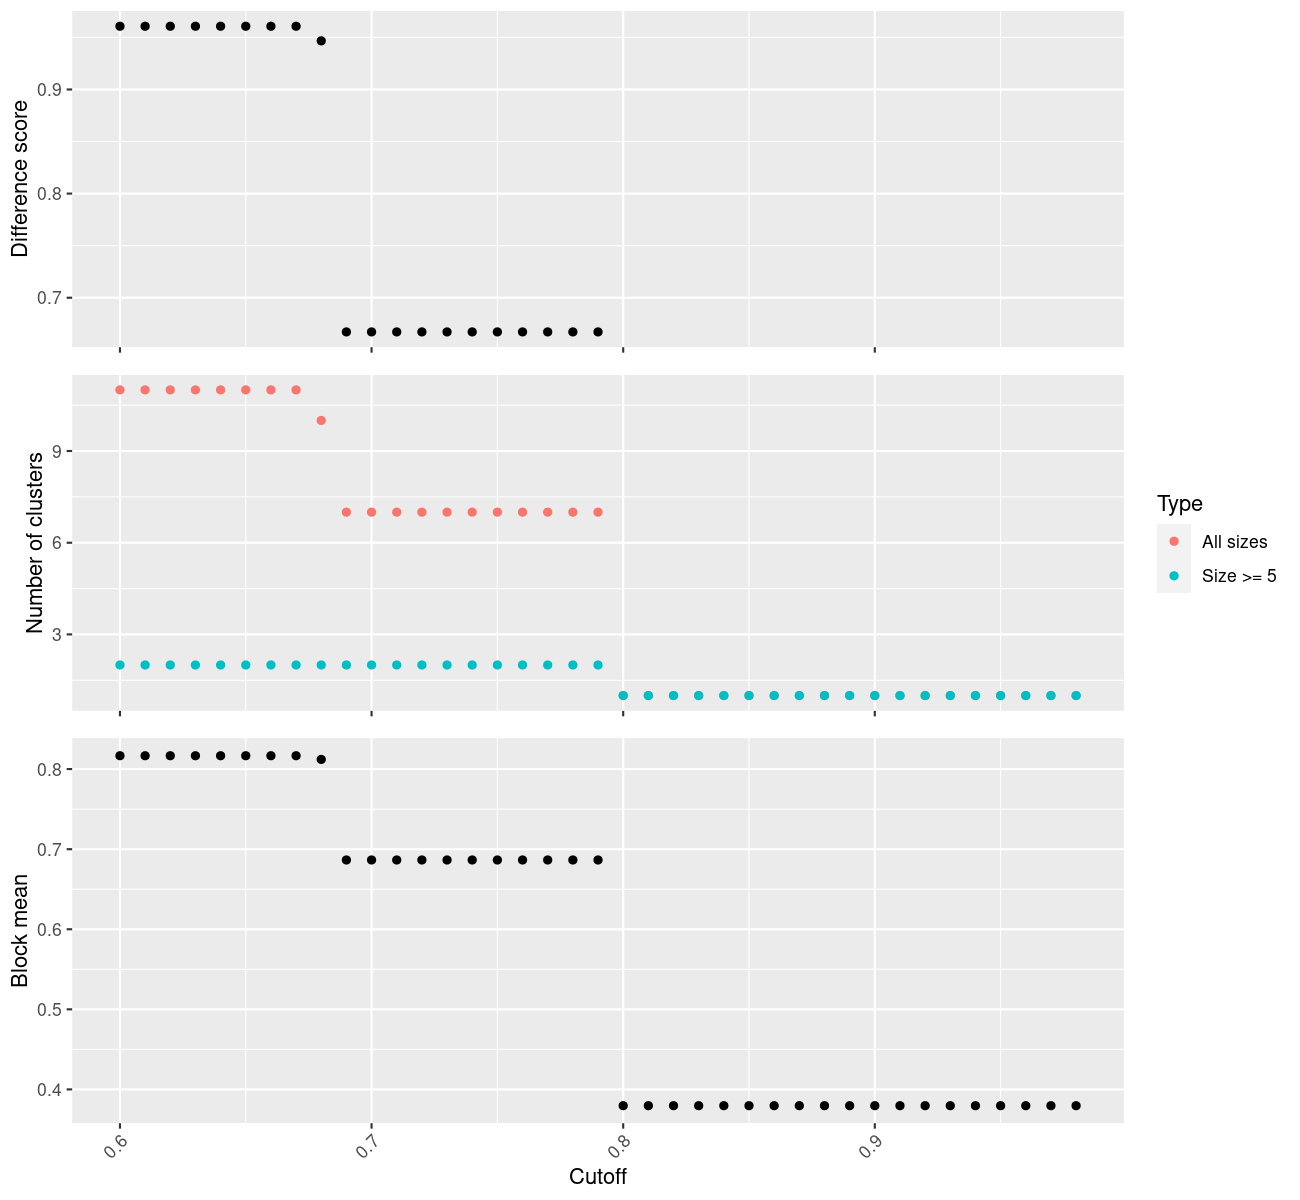 Difference score
0.9
0.8
0.7
Number of clusters
9
6
3
Type
All sizes
Size >= 5
Block mean
0.8
0.7
0.6
0.5
0.4
0.6 0.7 0.8 0.9
Cutoff